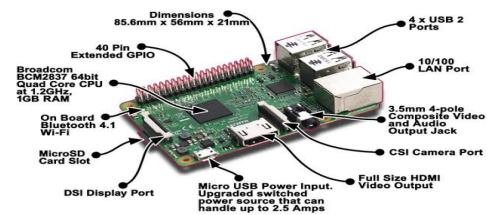 Dimensions
85.6mm x 56mm x 21mm
4 x USB 2
Ports
40 Pin
Extended GPIO
10/100
LAN Port
Broadcom
BCM2837 64bit
Quad Core CPU
at 1.2GHz,
1GB RAM
3.5mm 4-pole
Composite Video
and Audio
Output Jack
On Board
Bluetooth 4.1
Wi-Fi
CSI Camera Port
MicroSD
Card Slot
Full Size HDMI
Video Output
DSI Display Port
Micro USB Power Input.
Upgraded switched
power source that can
handle up to 2.5 Amps